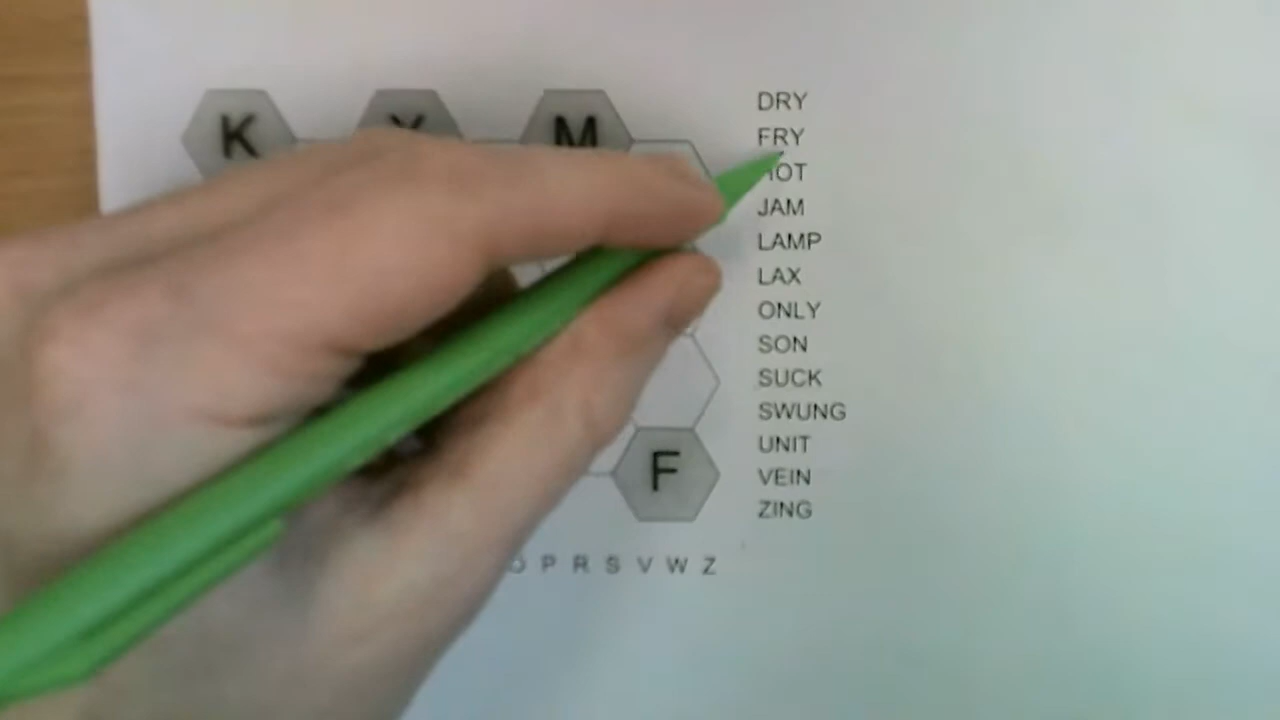 K
M
F
DRY
FRY
JAM
LAMP
LAX
ONLY
SON
SUCK
SWUNG
UNIT
VEIN
ZING
P R S V W Z